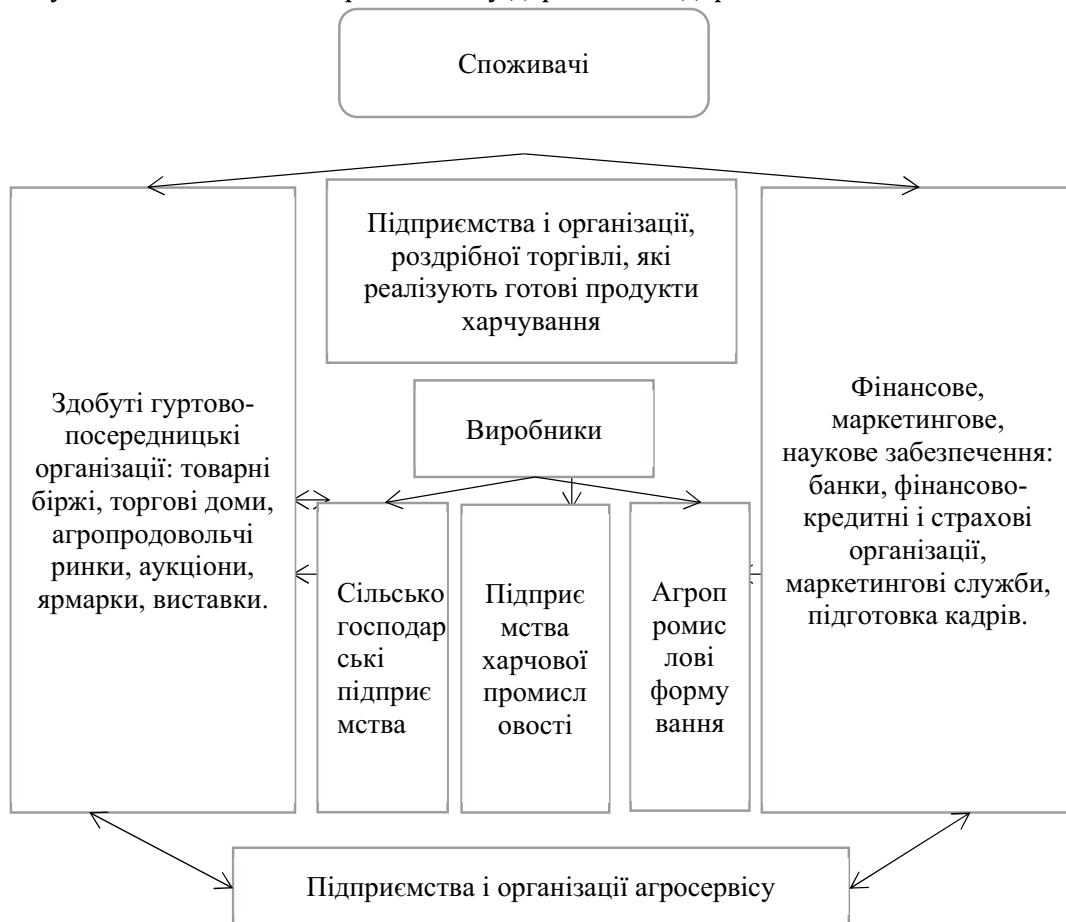 Споживачі
Підприємства і організації,
роздрібної торгівлі, які
реалізують готові продукти
харчування
Здобуті гуртово-
посередницькі
організації: товарні
біржі, торгові доми,
агропродовольчі
ринки, аукціони,
ярмарки, виставки.
Виробники
Сільсько
господар
ські
підприє
мства
Підприє
мства
харчової
промисл
овості
Агроп
ромис
лові
форму
вання
Фінансове,
маркетингове,
наукове забезпечення:
банки, фінансово-
кредитні і страхові
організації,
маркетингові служби,
підготовка кадрів.
Підприємства і організації агросервісу